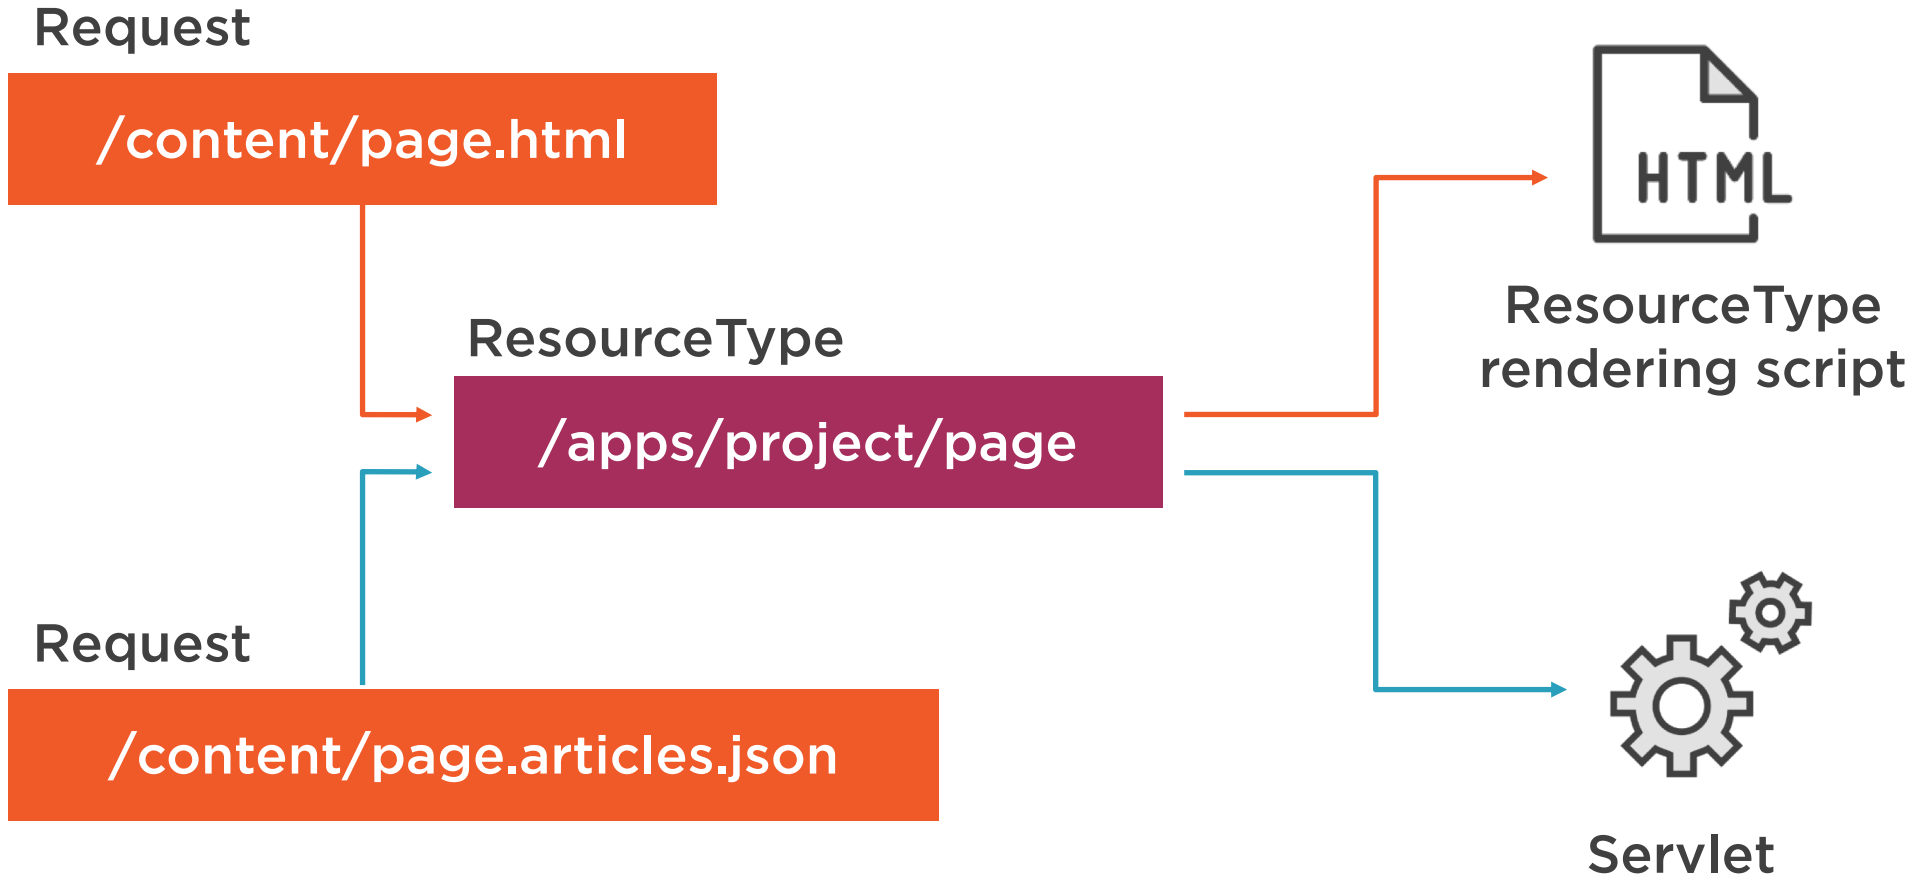 Request
/content/page.html
HTML
ResourceType
rendering script
ResourceType
/apps/project/page
Request
/content/page.articles.json
Servlet